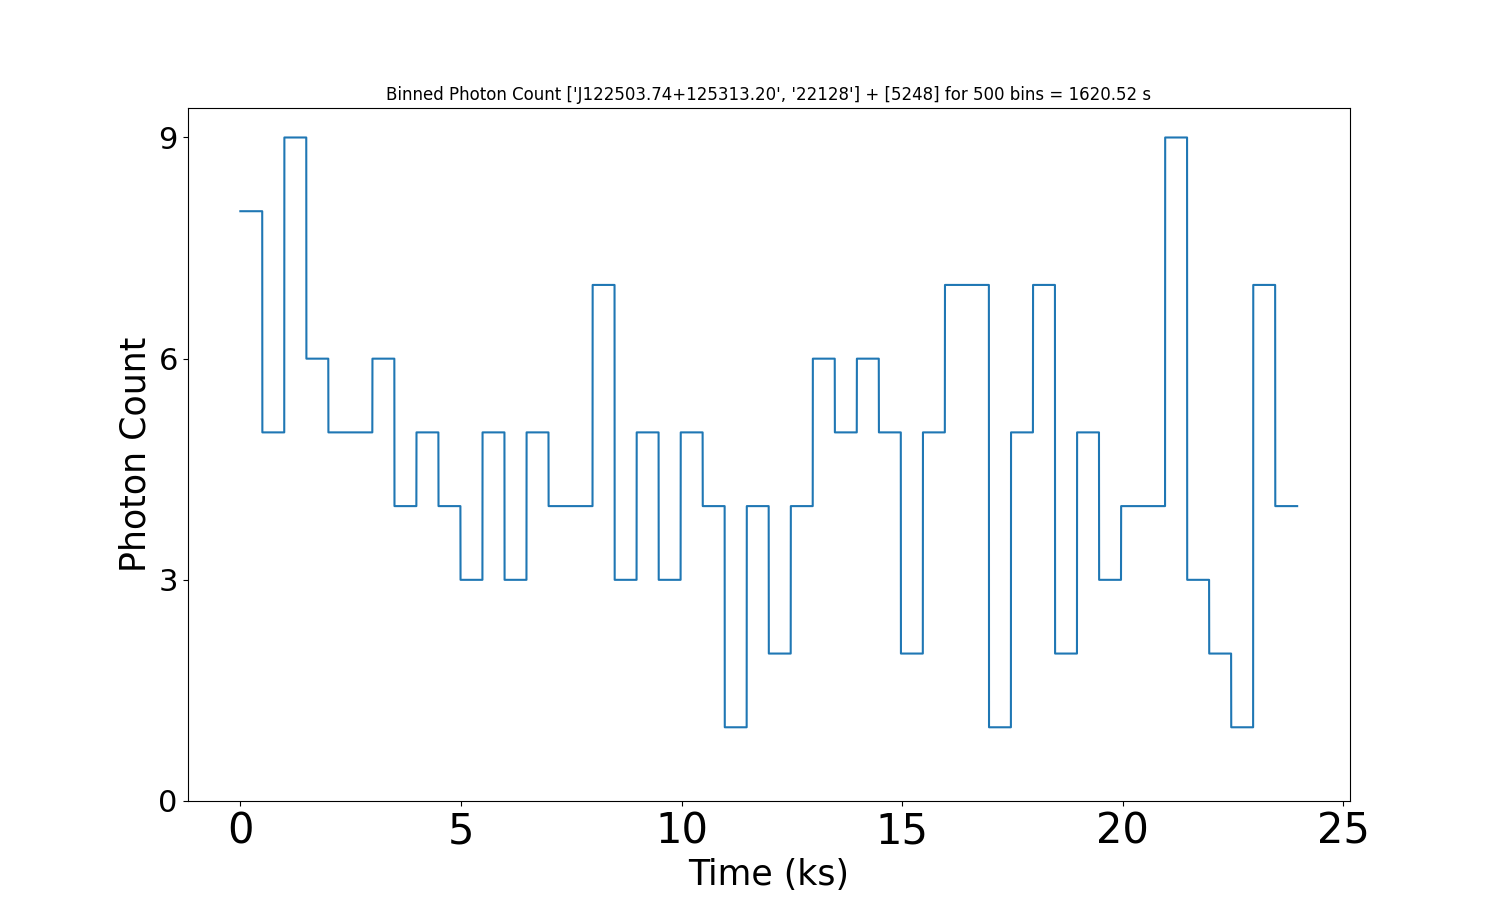 Binned Photon Count ['J122503.74+125313.20', '22128'] + [5248] for 500 bins = 1620.52 s
9
6
3
0
Photon Count
0 5 10 15 20 25
Time (ks)